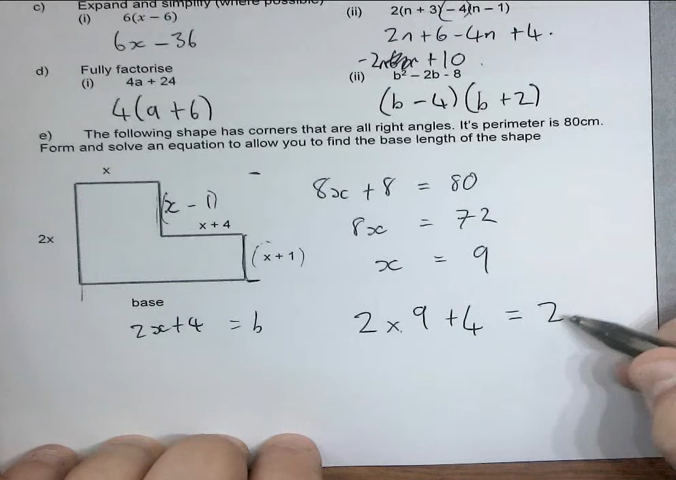 c) Expand and simplify (where possible)
(i) 6(x – 6)
6x – 36
(ii) 2(n + 3)(– 4)(n – 1)
2n + 6 – 4n + 4.
+ 10.
d) Fully factorise
(i) 4a + 24
4(a + 6)
(ii) b² – 2b - 8
(b – 4)(b + 2)
e) The following shape has corners that are all right angles. It's perimeter is 80cm.
Form and solve an equation to allow you to find the base length of the shape
x
(x – 1)
x + 4
2x
(x + 1)
base
2x+4 = b
8x + 8 = 80
8x = 72
x = 9
2 x 9 + 4 = 2